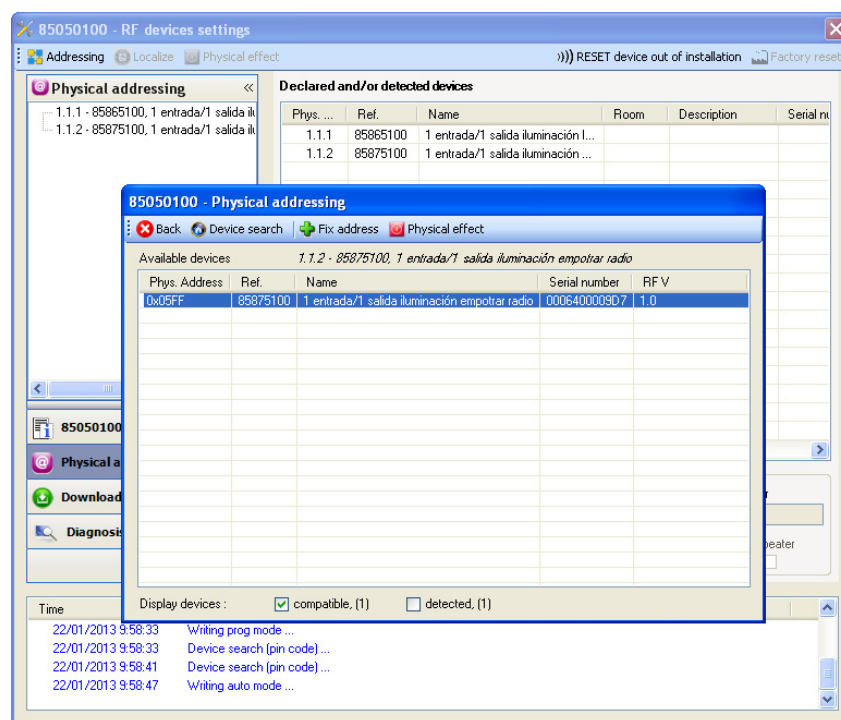 85050100 - RF devices settings
Addressing Localize Physical effect ))) RESET device out of installation Factory reset
Physical addressing «
1.1.1 - 85865100, 1 entrada/1 salida ilu
1.1.2 - 85875100, 1 entrada/1 salida ilu
Declared and/or detected devices
Phys. ... Ref. Name Room Description Serial nu
1.1.1 85865100 1 entrada/1 salida iluminación I...
1.1.2 85875100 1 entrada/1 salida iluminación ...
85050100 - Physical addressing
Back Device search Fix address Physical effect
Available devices 1.1.2 - 85875100, 1 entrada/1 salida iluminación empotrar radio
Phys. Address Ref. Name Serial number RF V
0x05FF 85875100 1 entrada/1 salida iluminación empotrar radio 0006400009D7 1.0
Display devices : compatible, (1) detected, (1)
85050100
Physical a
Download
Diagnosis
peater
Time
22/01/2013 9:58:33 Writing prog mode ...
22/01/2013 9:58:33 Device search (pin code) ...
22/01/2013 9:58:41 Device search (pin code) ...
22/01/2013 9:58:47 Writing auto mode ...